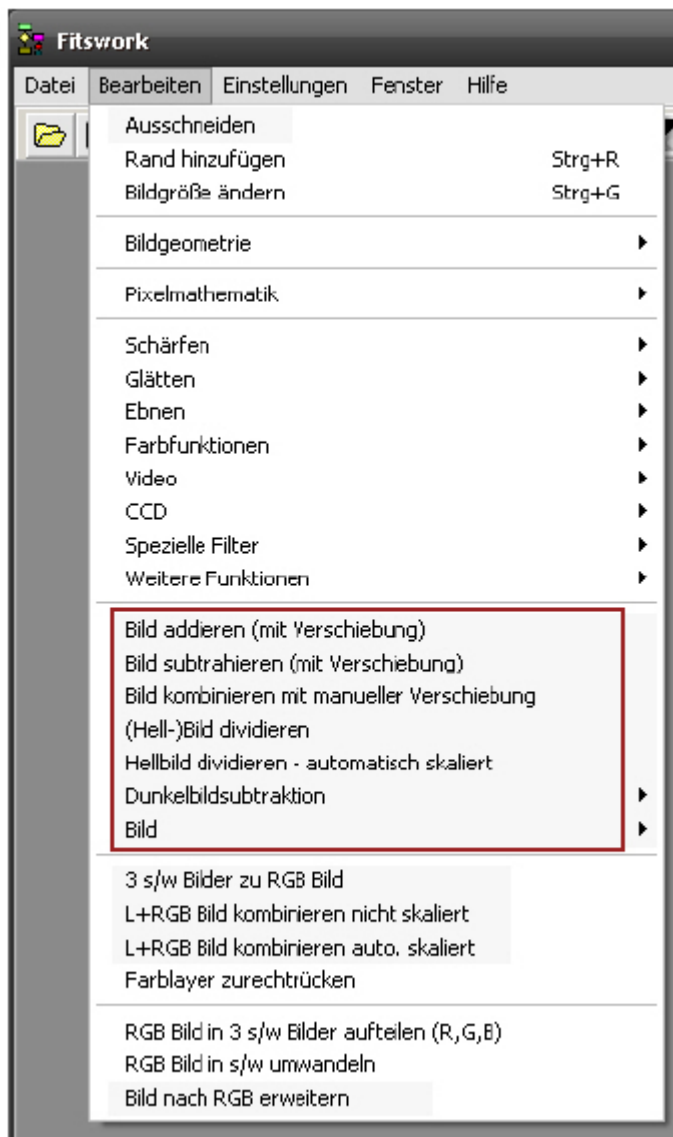 Fitswork
Datei Bearbeiten Einstellungen Fenster Hilfe
Ausschneiden
Rand hinzufügen Strg+R
Bildgröße ändern Strg+G
Bildgeometrie
Pixelmathematik
Schärfen
Glätten
Ebnen
Farbfunktionen
Video
CCD
Spezielle Filter
Weitere Funktionen
Bild addieren (mit Verschiebung)
Bild subtrahieren (mit Verschiebung)
Bild kombinieren mit manueller Verschiebung
(Hell-)Bild dividieren
Hellbild dividieren - automatisch skaliert
Dunkelbildsubtraktion
Bild
3 s/w Bilder zu RGB Bild
L+RGB Bild kombinieren nicht skaliert
L+RGB Bild kombinieren auto. skaliert
Farblayer zurechtrücken
RGB Bild in 3 s/w Bilder aufteilen (R,G,B)
RGB Bild in s/w umwandeln
Bild nach RGB erweitern